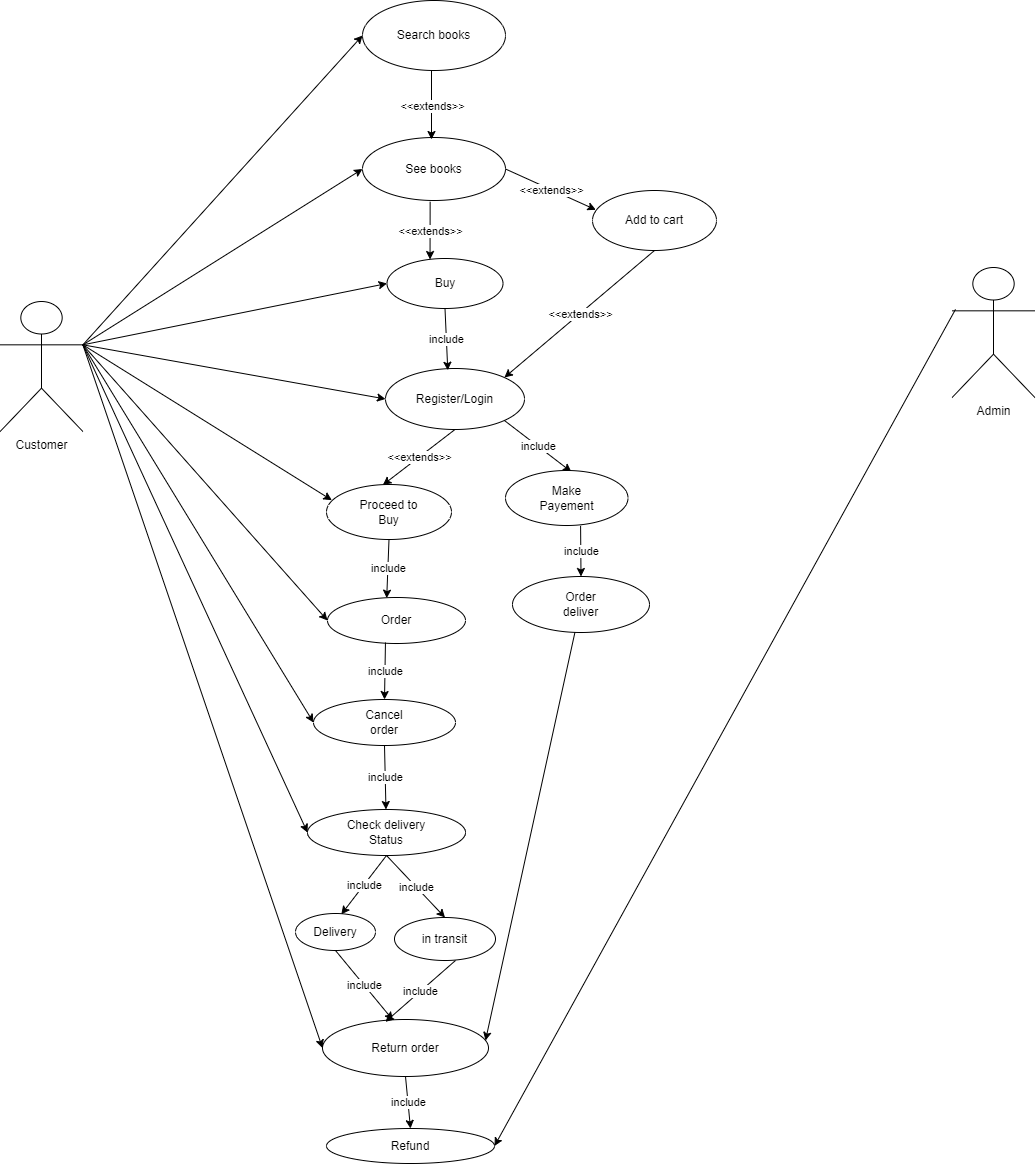 Search books
<<extends>>
See books
<<extends>>
Add to cart
<<extends>>
Buy
<<extends>>
include
Register/Login
Customer
Admin
<<extends>>
include
Make
Payement
Proceed to
Buy
include
include
Order
deliver
Order
include
Cancel
order
include
Check delivery
Status
include
include
Delivery
in transit
include
include
Return order
include
Refund